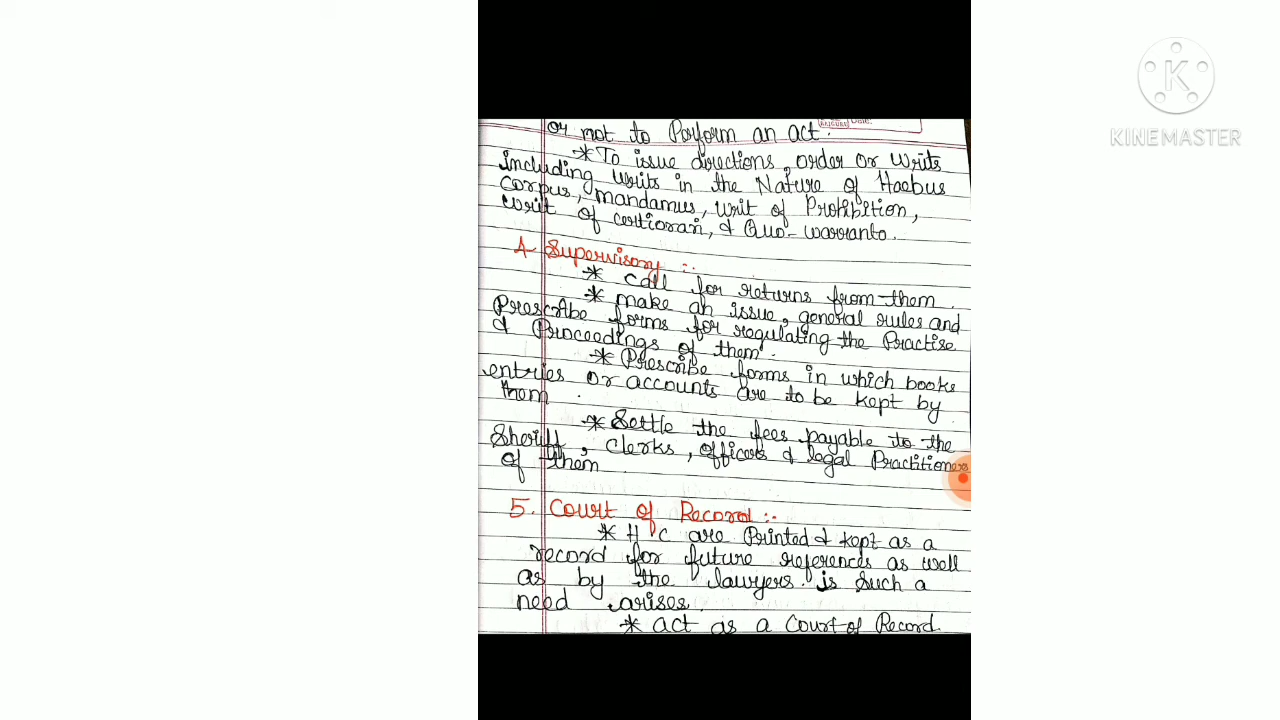 or not to Perform an act.
*To issue directions, order or Writs
including Writs in the Nature of Haebus
Corpus, mandamus, Writ of Prohibition,
Writ of certiorari, & Quo-warranto.
4- Supervisory :-
* Call for returns from them.
* make an issue, general rules and
Prescribe forms for regulating the Practise
& Proceedings of them.
* Prescribe forms in which books
entries or accounts are to be kept by
them.
* Settle the fees payable to the
Sheriff, clerks, officers & legal Practitioners
of them
5. Court of Record :-
* H C are Printed & kept as a
record for future references as well
as by the lawyers. is such a
need arises.
* act as a Court of Record.
KINEMASTER